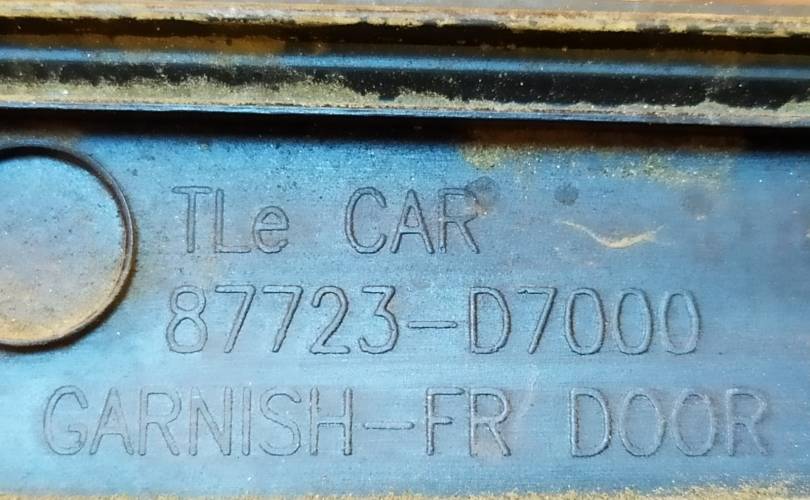 TLe CAR
87723-D7000
GARNISH-FR DOOR